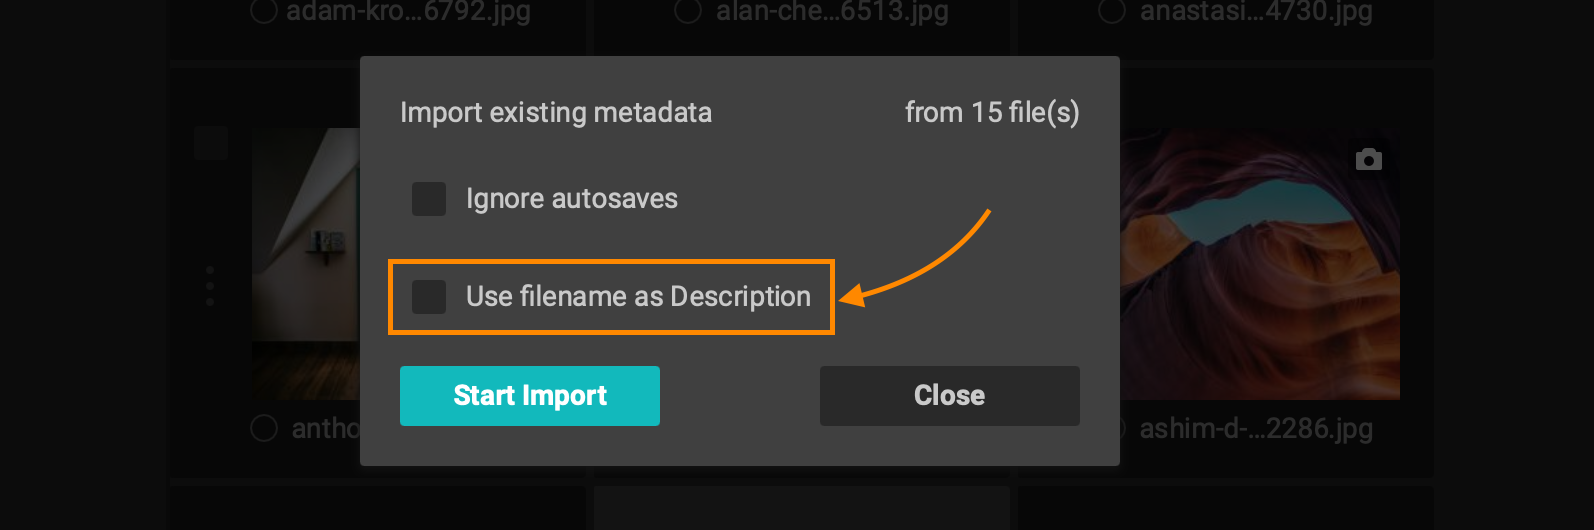 adam-kro...6792.jpg
alan-che...6513.jpg
anastasi...4730.jpg
Import existing metadata
from 15 file(s)
Ignore autosaves
Use filename as Description
Start Import
Close
antho
ashim-d-...2286.jpg